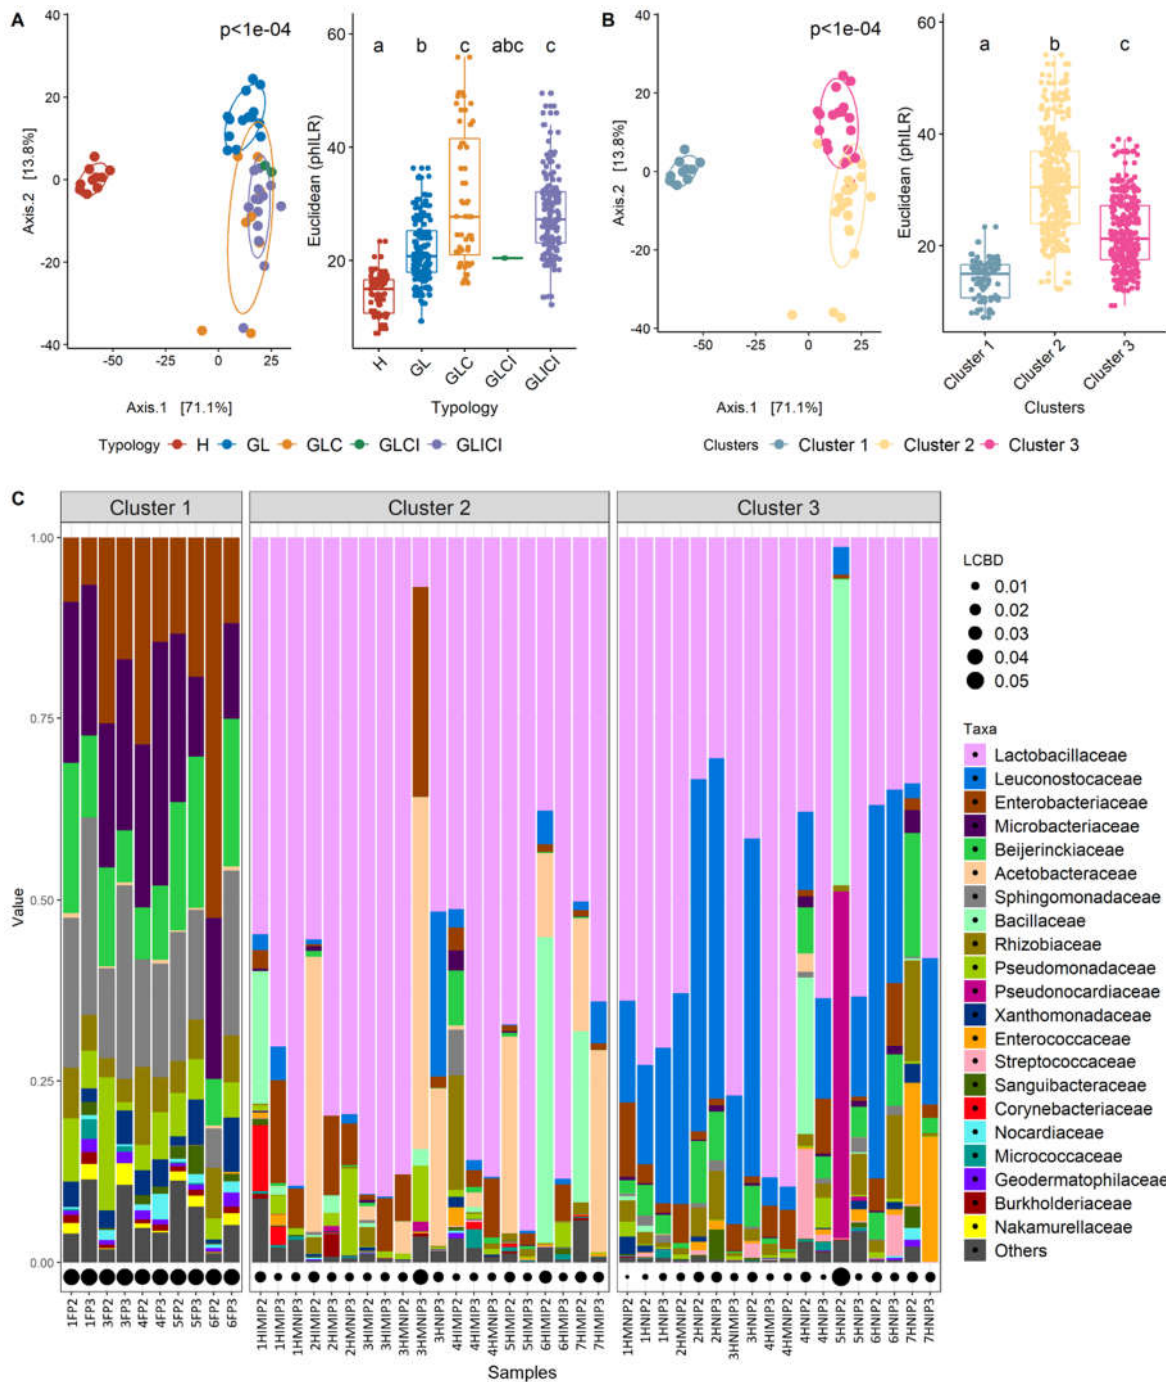 A
p<1e-04
Axis.2 [13.8%]
40
20
0
-20
-40
-50
-25
0
25
Axis.1 [71.1%]
Euclidean (phILR)
60
40
20
a
b
c
abc
c
H
GL
GLC
GLCI
GLICI
Typology
Typology H GL GLC GLCI GLICI
B
p<1e-04
Axis.2 [13.8%]
40
20
0
-20
-40
-50
-25
0
25
Axis.1 [71.1%]
Euclidean (phILR)
60
40
20
a
b
c
Cluster 1
Cluster 2
Cluster 3
Clusters
Clusters Cluster 1 Cluster 2 Cluster 3
C
Cluster 1
Cluster 2
Cluster 3
Value
1.00
0.75
0.50
0.25
0.00
1FP2
1FP3
3FP2
3FP3
4FP2
4FP3
5FP2
5FP3
6FP2
6FP3
1HIMIP2
1HIMIP3
1HMNIP3
2HIMIP2
2HIMIP3
2HMNIP3
3HIMIP2
3HIMIP3
3HMNIP2
3HMNIP3
3HNIP3
4HIMIP2
4HIMIP3
4HMNIP3
5HIMIP2
5HIMIP3
6HIMIP2
6HIMIP3
7HIMIP2
7HIMIP3
1HMNIP2
1HNIP2
1HNIP3
2HMNIP2
2HNIP2
2HNIP3
3HNIP2
4HMNIP2
4HNIP2
4HNIP3
5HNIP2
5HNIP3
6HNIP2
6HNIP3
7HNIP2
7HNIP3
Samples
LCBD
0.01
0.02
0.03
0.04
0.05
Taxa
Lactobacillaceae
Leuconostocaceae
Enterobacteriaceae
Microbacteriaceae
Beijerinckiaceae
Acetobacteraceae
Sphingomonadaceae
Bacillaceae
Rhizobiaceae
Pseudomonadaceae
Pseudonocardiaceae
Xanthomonadaceae
Enterococcaceae
Streptococcaceae
Sanguibacteraceae
Corynebacteriaceae
Nocardiaceae
Micrococcaceae
Geodermatophilaceae
Burkholderiaceae
Nakamurellaceae
Others